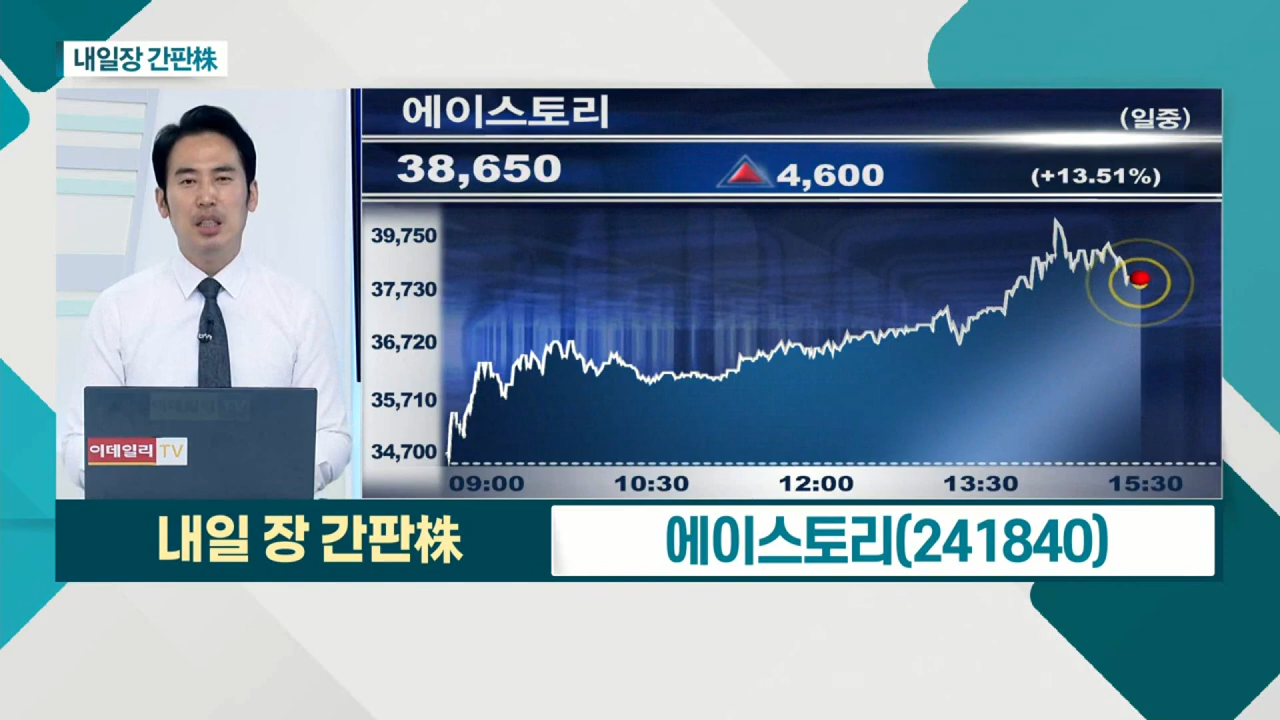 내일장 간판株
에이스토리
(일중)
38,650
4,600
(+13.51%)
39,750
37,730
36,720
35,710
34,700
09:00
10:30
12:00
13:30
15:30
이데일리 TV
내일 장 간판株
에이스토리(241840)